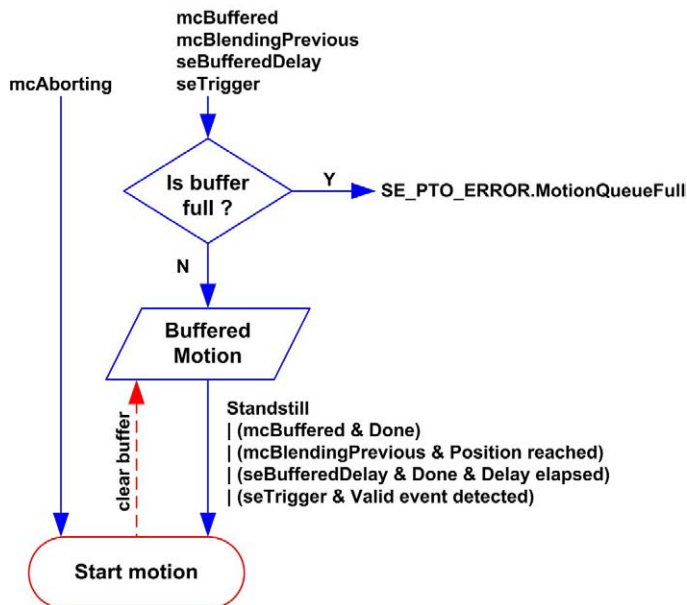 mcBuffered
mcBlendingPrevious
seBufferedDelay
seTrigger
mcAborting
Is buffer
full ?
Y
SE_PTO_ERROR.MotionQueueFull
N
Buffered
Motion
clear buffer
Standstill
| (mcBuffered & Done)
| (mcBlendingPrevious & Position reached)
| (seBufferedDelay & Done & Delay elapsed)
| (seTrigger & Valid event detected)
Start motion